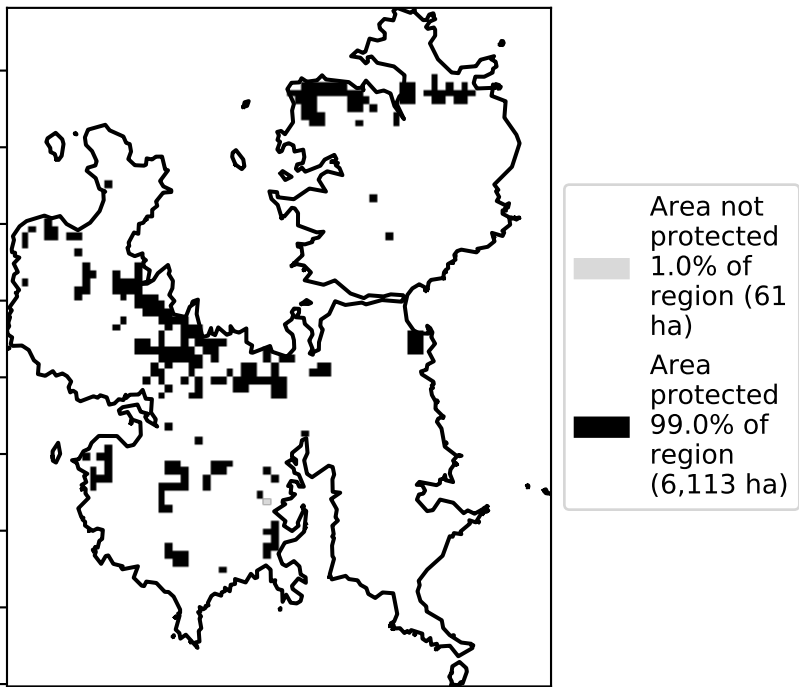 Area not
protected
1.0% of
region (61
ha)
Area
protected
99.0% of
region
(6,113 ha)